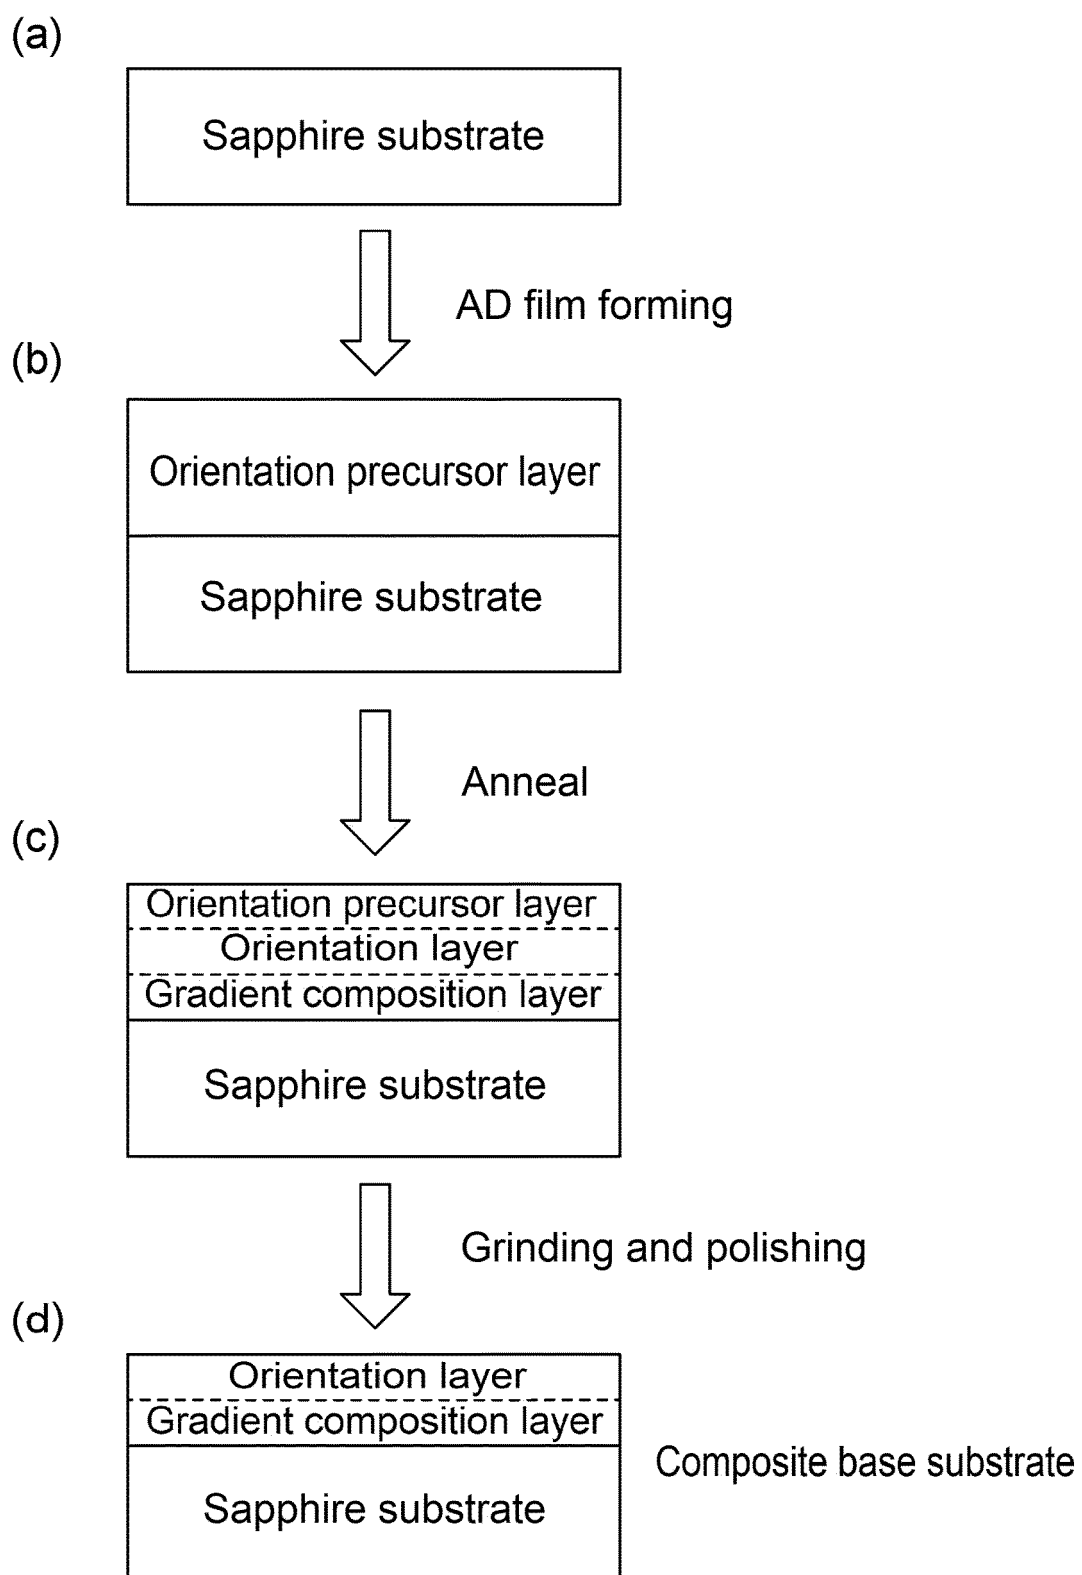 (a)
Sapphire substrate
AD film forming
(b)
Orientation precursor layer
Sapphire substrate
Anneal
(c)
Orientation precursor layer
Orientation layer
Gradient composition layer
Sapphire substrate
Grinding and polishing
(d)
Orientation layer
Gradient composition layer
Composite base substrate
Sapphire substrate